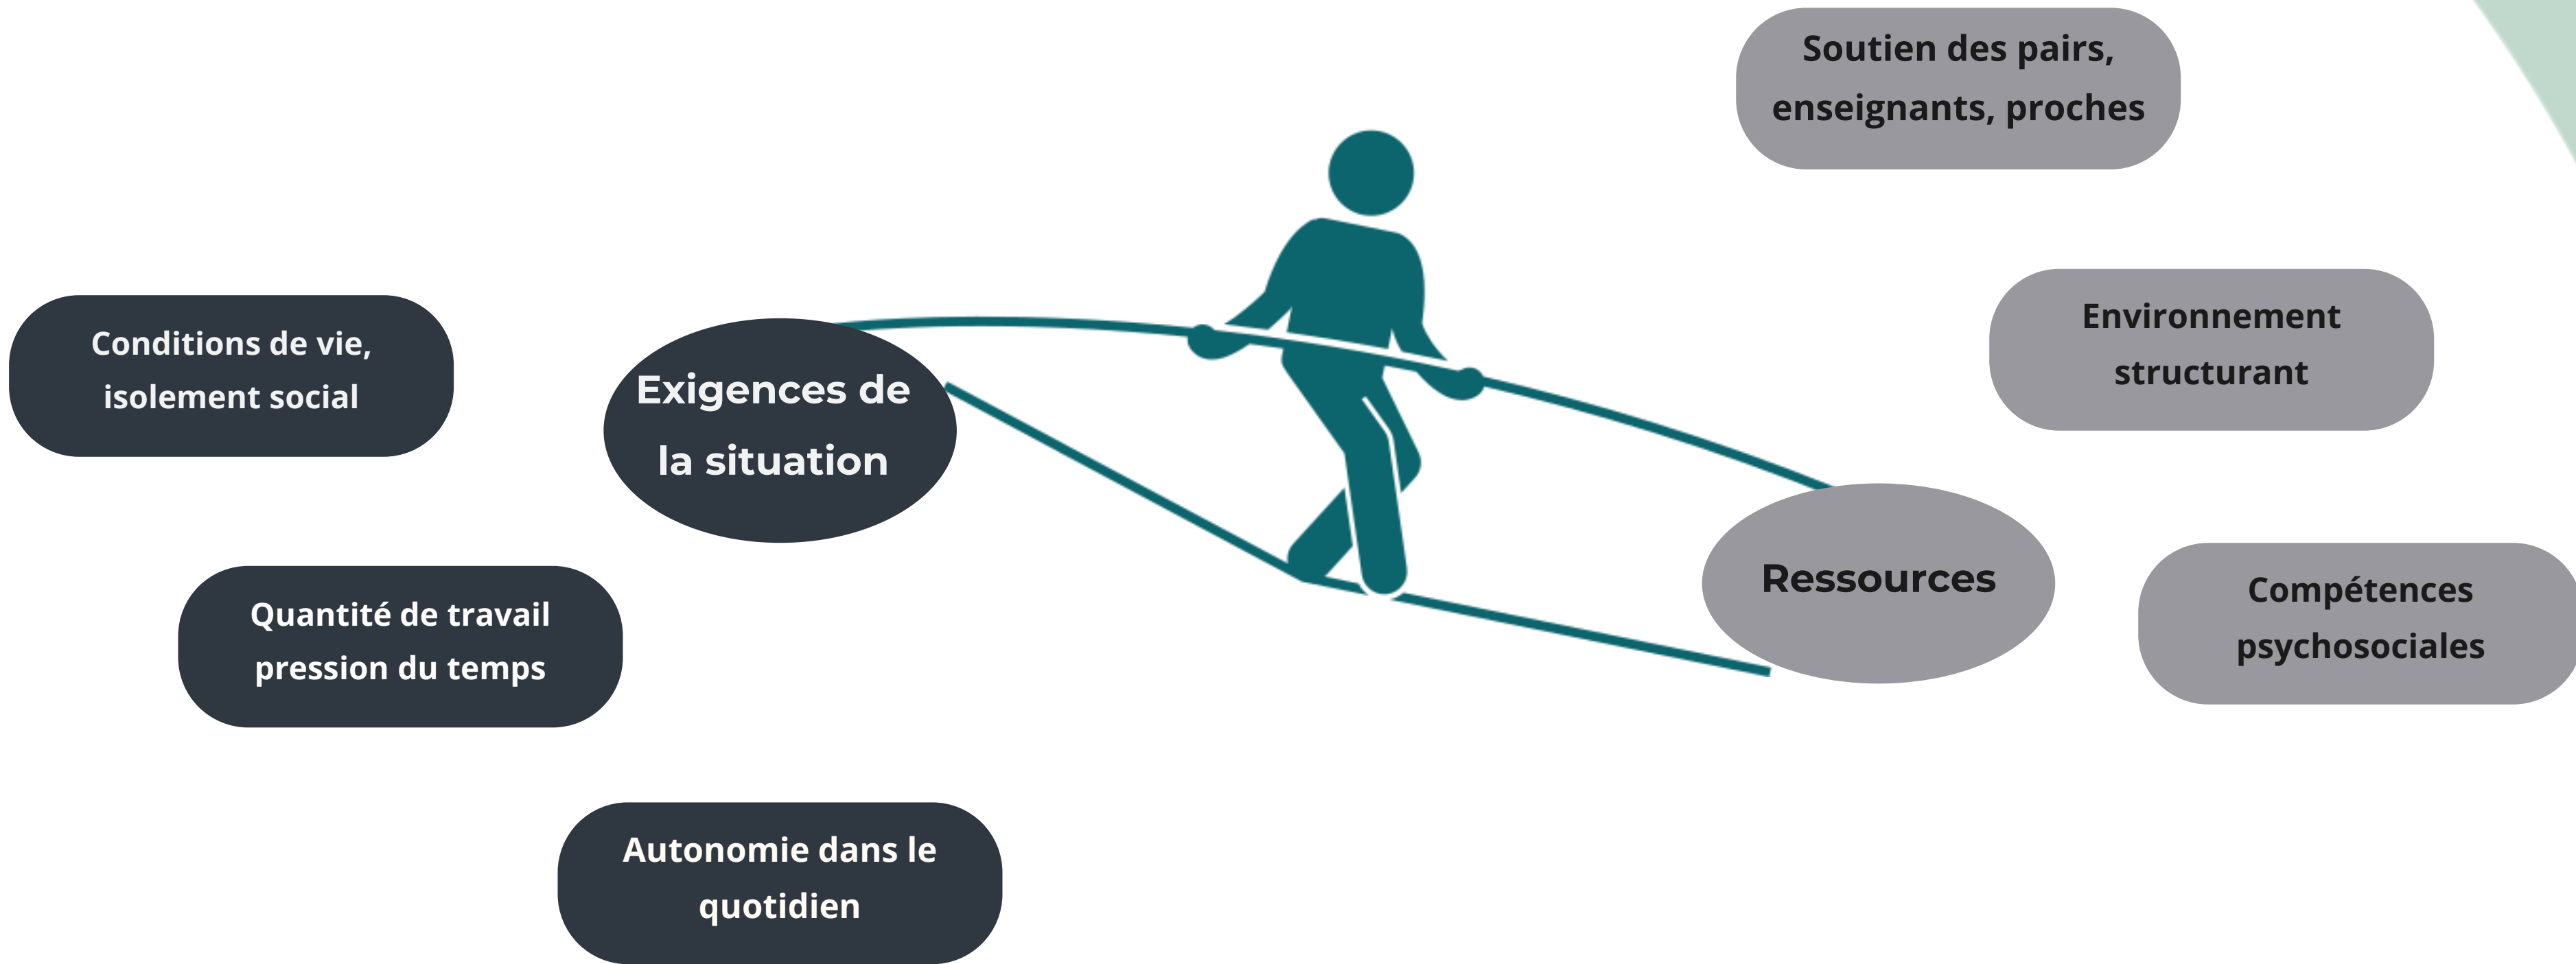 Soutien des pairs,
enseignants, proches
Environnement
structurant
Conditions de vie,
isolement social
Exigences de
la situation
Ressources
Compétences
psychosociales
Quantité de travail
pression du temps
Autonomie dans le
quotidien